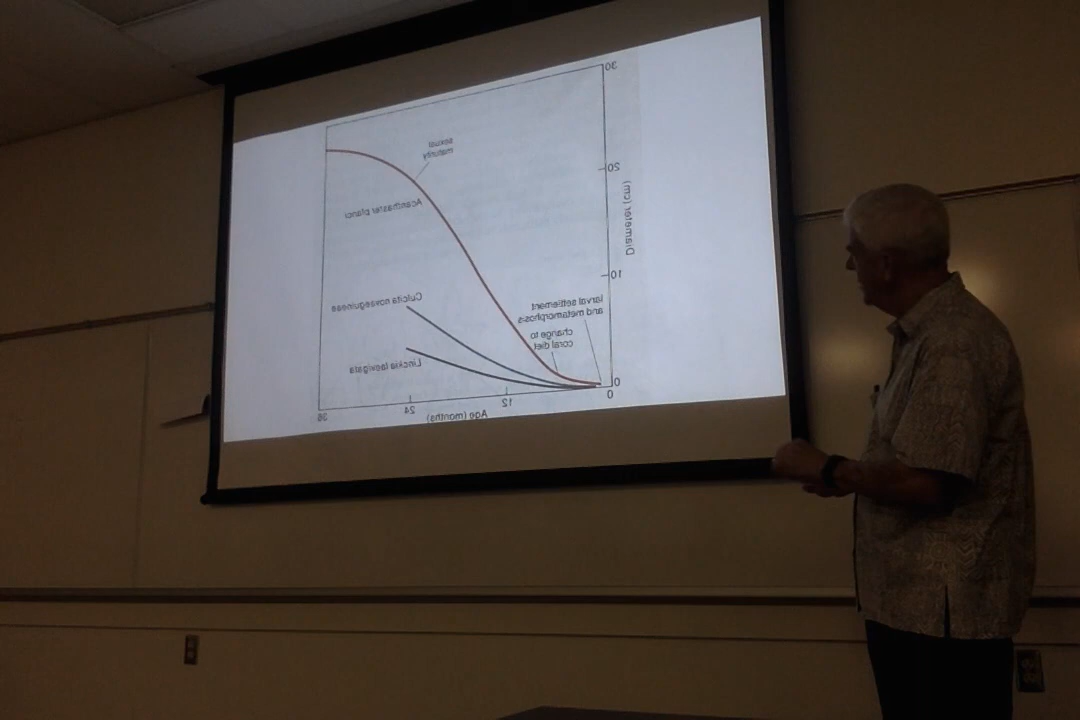 30
20
10
0
Diameter (cm)
sexual
maturity
Acanthaster planci
Culcita novaeguineae
Linckia laevigata
larval settlement
and metamorphosis
change to
coral diet
0
12
24
36
Age (months)